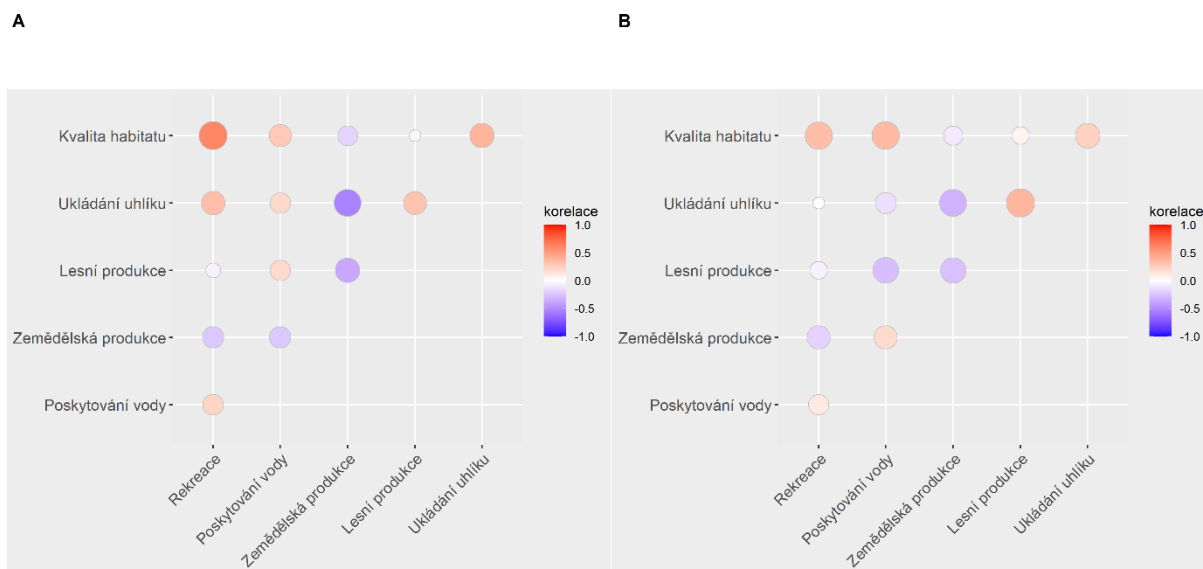 A
Kvalita habitatu
Ukládání uhlíku
Lesní produkce
Zemědělská produkce
Poskytování vody
Rekreace
Poskytování vody
Zemědělská produkce
Lesní produkce
Ukládání uhlíku
korelace
1.0
0.5
0.0
-0.5
-1.0
B
Kvalita habitatu
Ukládání uhlíku
Lesní produkce
Zemědělská produkce
Poskytování vody
Rekreace
Poskytování vody
Zemědělská produkce
Lesní produkce
Ukládání uhlíku
korelace
1.0
0.5
0.0
-0.5
-1.0